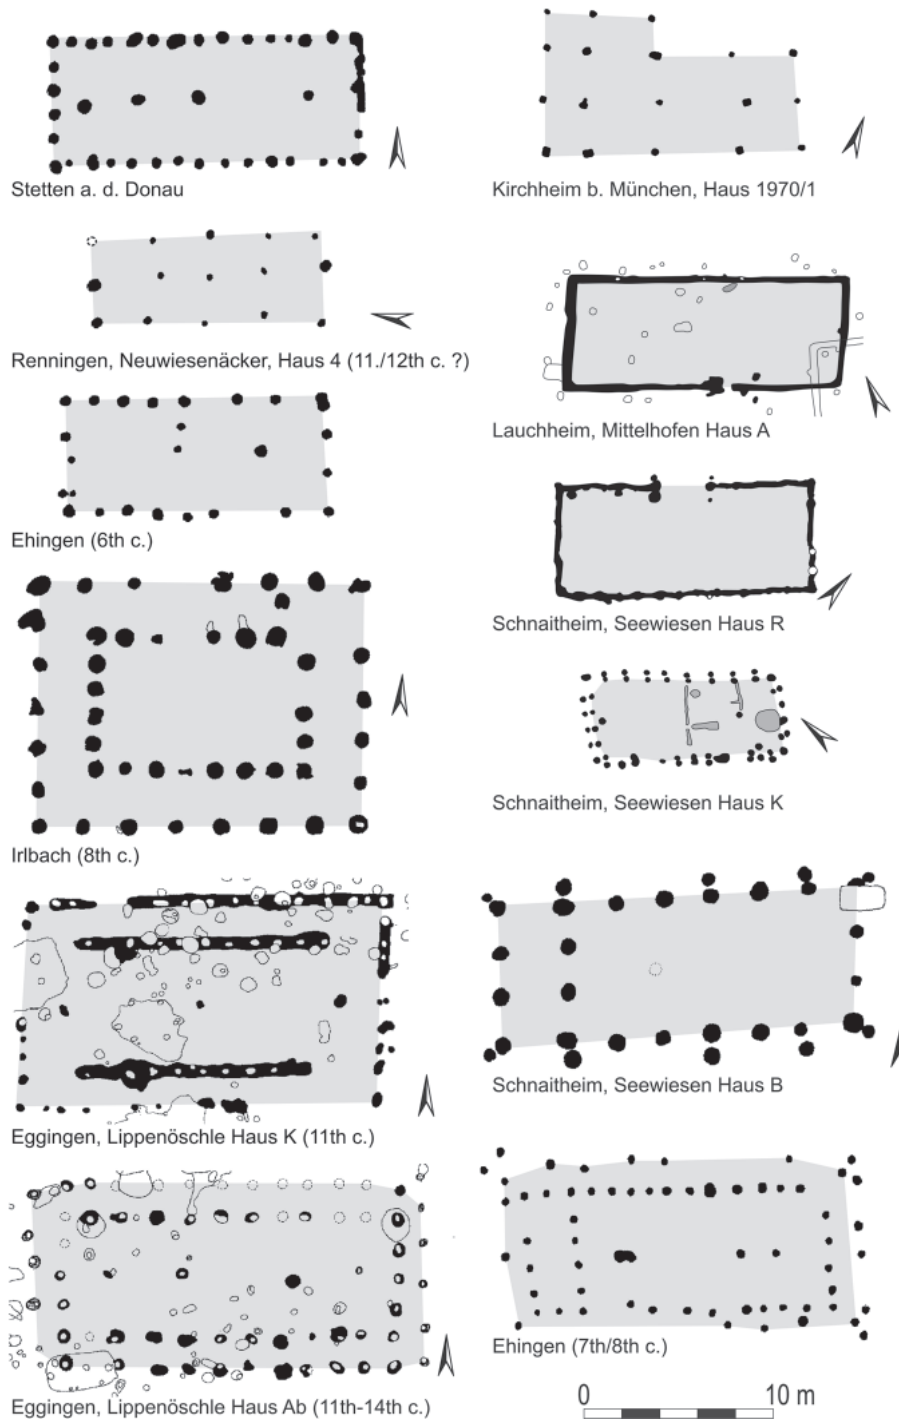 Stetten a. d. Donau
Kirchheim b. München, Haus 1970/1
Renningen, Neuwiesenäcker, Haus 4 (11./12th c. ?)
Lauchheim, Mittelhofen Haus A
Ehingen (6th c.)
Schnaitheim, Seewiesen Haus R
Schnaitheim, Seewiesen Haus K
Irlbach (8th c.)
Schnaitheim, Seewiesen Haus B
Eggingen, Lippenöschle Haus K (11th c.)
Ehingen (7th/8th c.)
0 10 m
Eggingen, Lippenöschle Haus Ab (11th-14th c.)